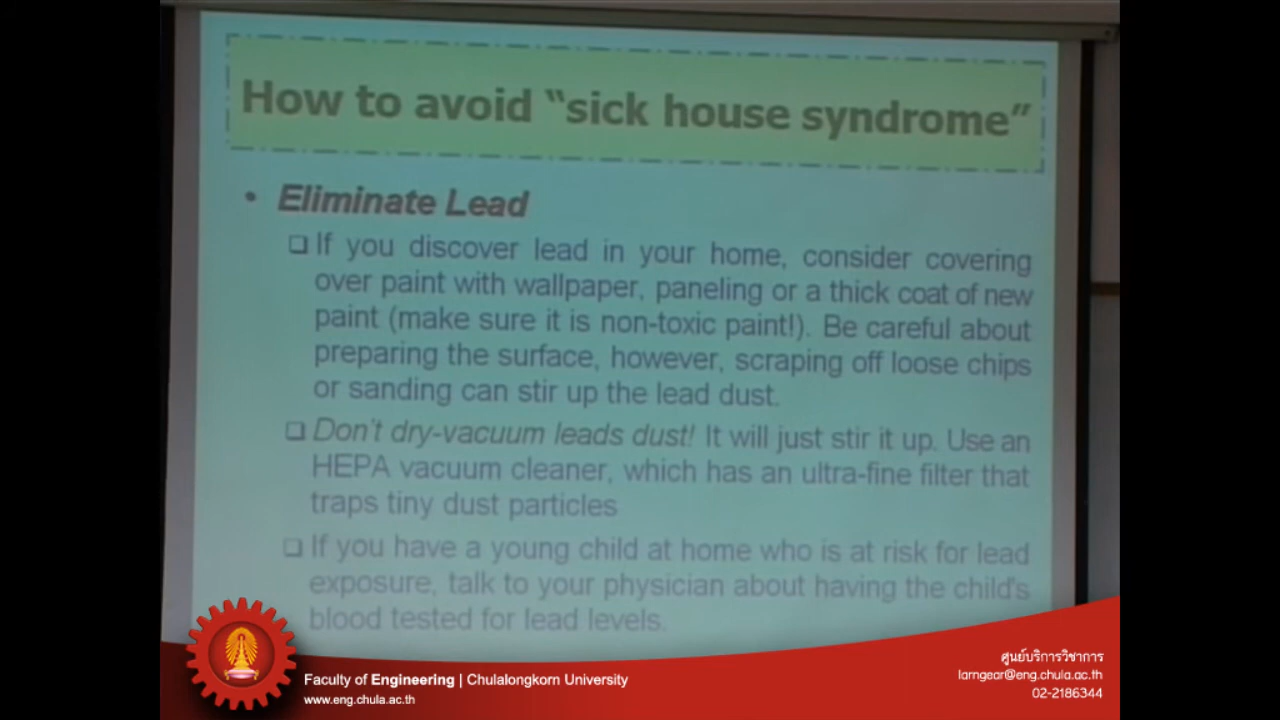 How to avoid “sick house syndrome”
• Eliminate Lead
❑ If you discover lead in your home, consider covering
over paint with wallpaper, paneling or a thick coat of new
paint (make sure it is non-toxic paint!). Be careful about
preparing the surface, however, scraping off loose chips
or sanding can stir up the lead dust.
❑ Don't dry-vacuum leads dust! It will just stir it up. Use an
HEPA vacuum cleaner, which has an ultra-fine filter that
traps tiny dust particles
❑ If you have a young child at home who is at risk for lead
exposure, talk to your physician about having the child's
blood tested for lead levels.
Faculty of Engineering | Chulalongkorn University
www.eng.chula.ac.th
ศูนย์บริการวิชาการ
larngear@eng.chula.ac.th
02-2186344